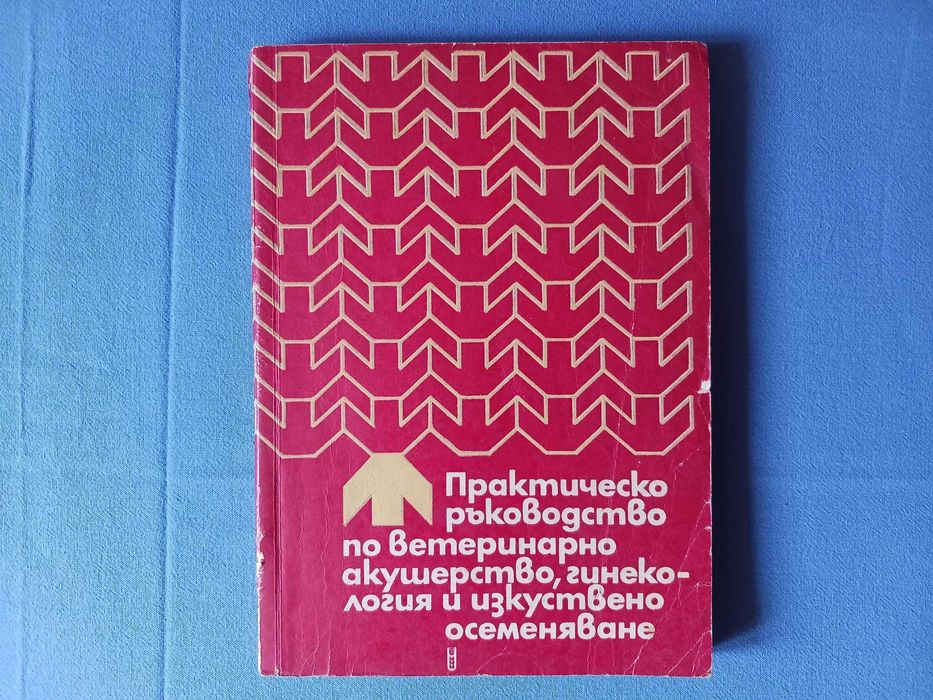 Практическо
ръководство
по ветеринарно
акушерство, гинеко-
логия и изкуствено
осеменяване